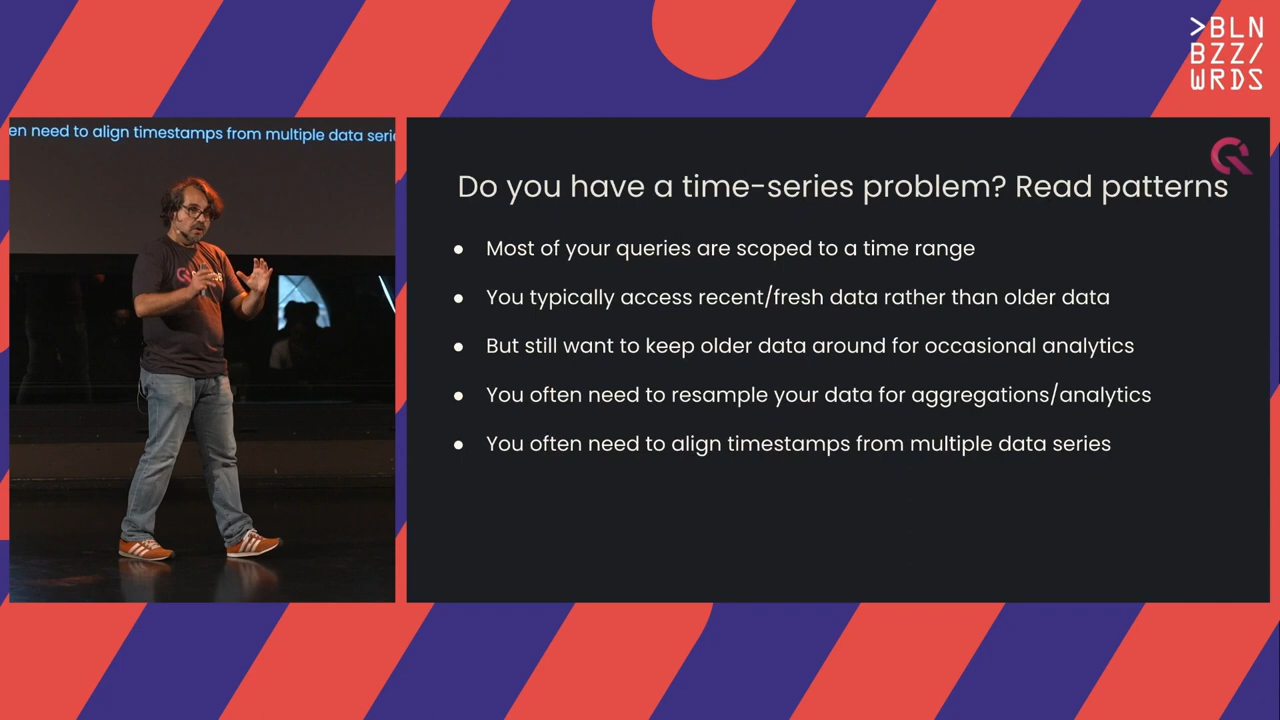 >BLN
BZZ/
WRDS
en need to align timestamps from multiple data serie
Do you have a time-series problem? Read patterns
● Most of your queries are scoped to a time range
● You typically access recent/fresh data rather than older data
● But still want to keep older data around for occasional analytics
● You often need to resample your data for aggregations/analytics
● You often need to align timestamps from multiple data series